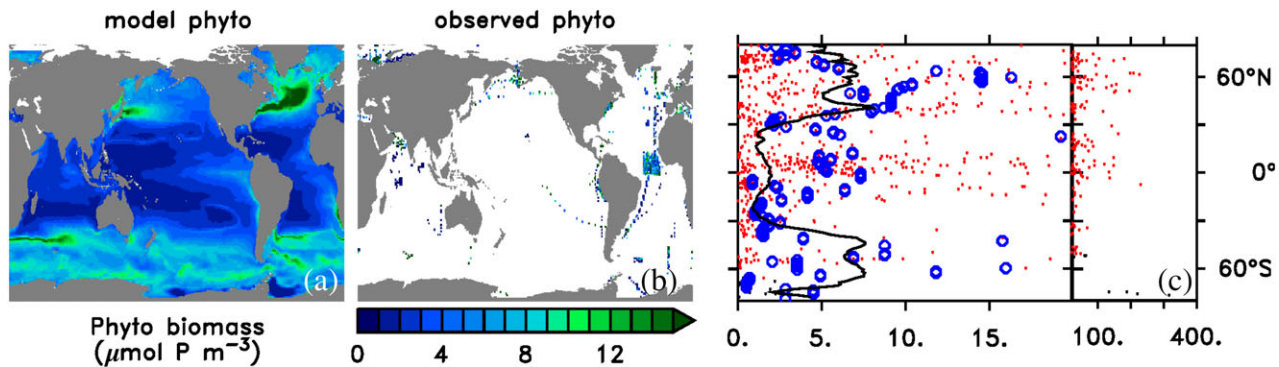 model phyto
observed phyto
(a)
(b)
(c)
60°N
0°
60°S
Phyto biomass
(μmol P m⁻³)
0 4 8 12
0. 5. 10. 15. 100. 400.